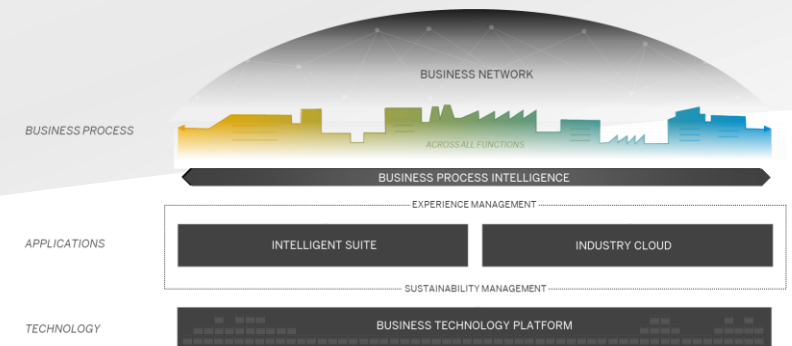 BUSINESS NETWORK
BUSINESS PROCESS
ACROSS ALL FUNCTIONS
BUSINESS PROCESS INTELLIGENCE
EXPERIENCE MANAGEMENT
APPLICATIONS
INTELLIGENT SUITE
INDUSTRY CLOUD
SUSTAINABILITY MANAGEMENT
TECHNOLOGY
BUSINESS TECHNOLOGY PLATFORM